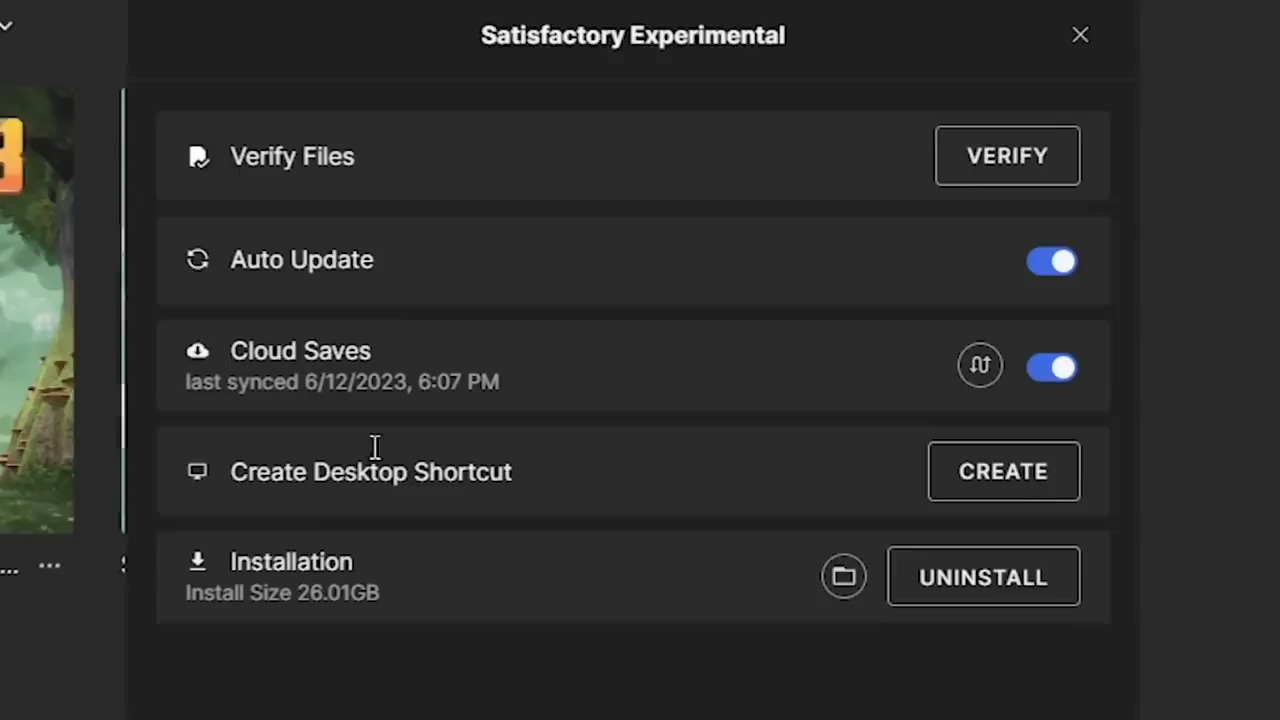 Satisfactory Experimental
Verify Files
VERIFY
Auto Update
Cloud Saves
last synced 6/12/2023, 6:07 PM
Create Desktop Shortcut
CREATE
Installation
Install Size 26.01GB
UNINSTALL